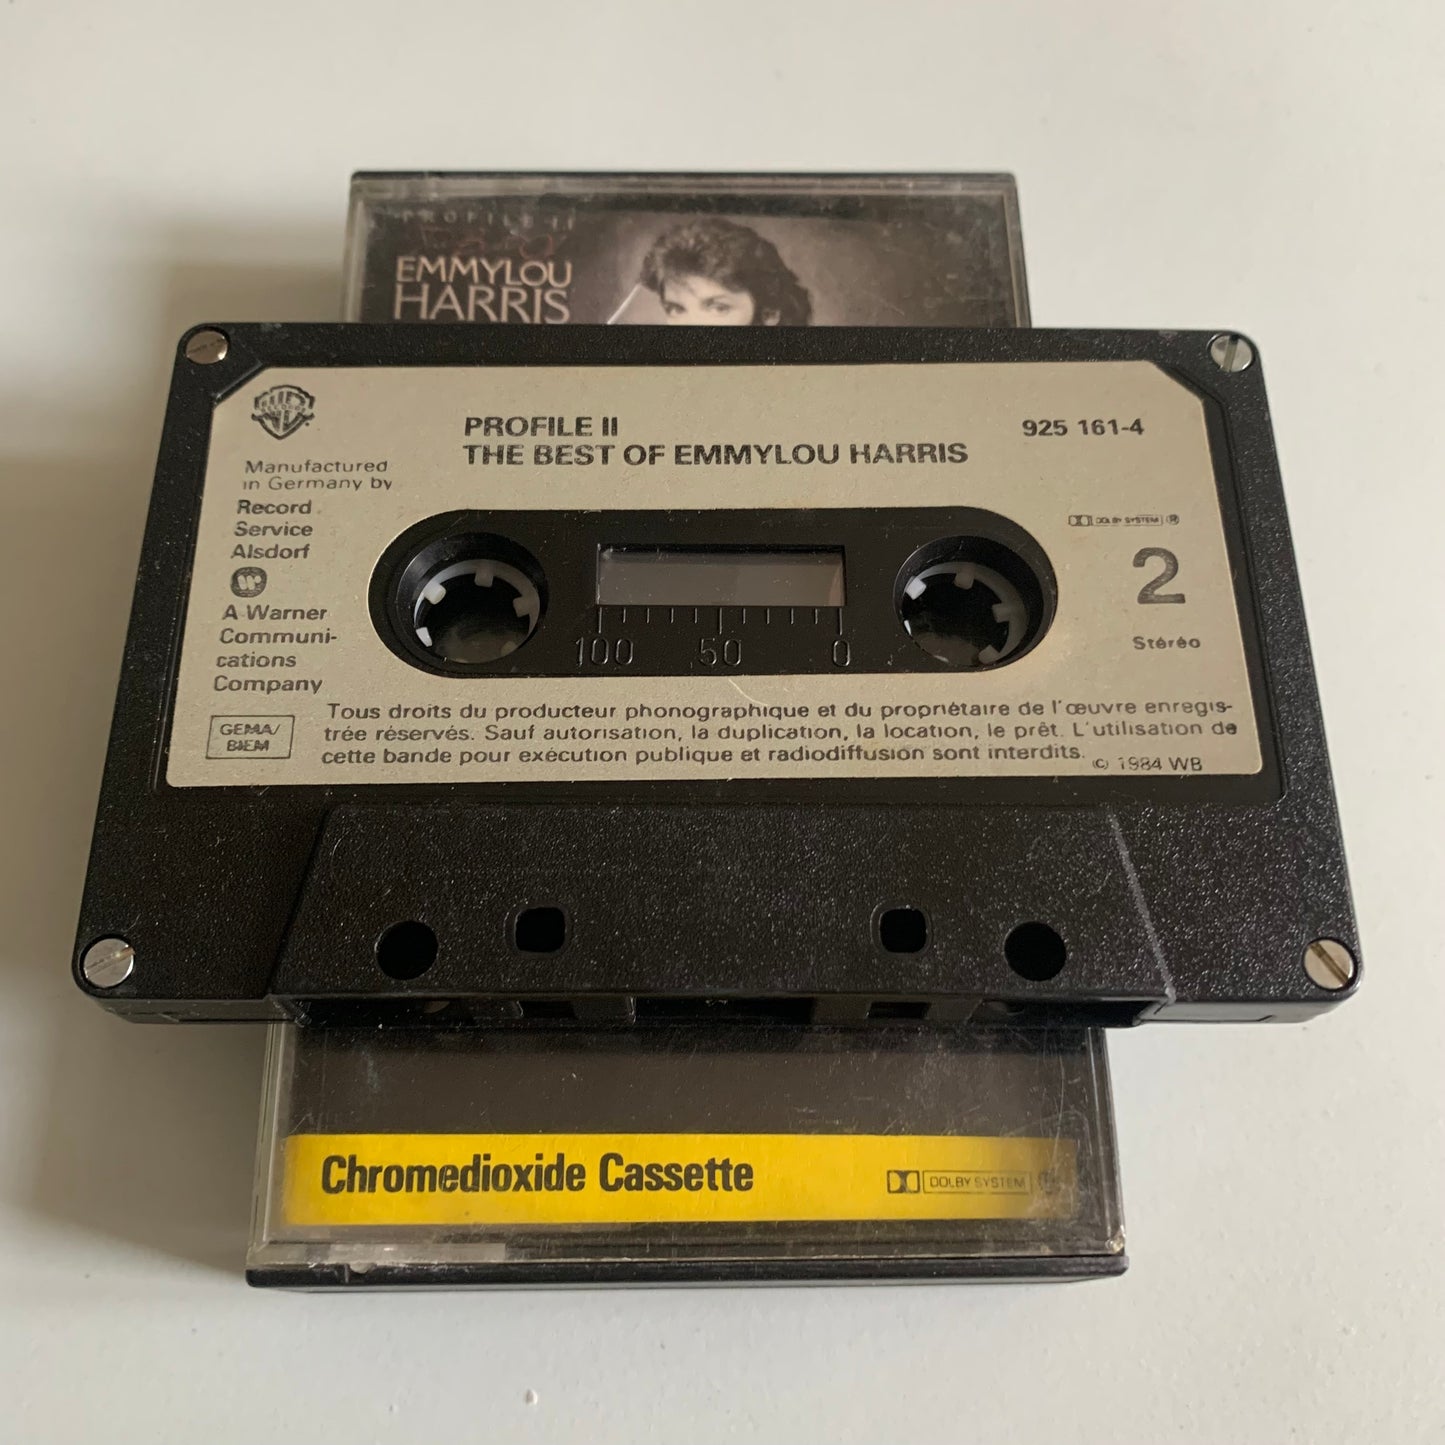 PROFILE II
EMMYLOU
HARRIS
PROFILE II
THE BEST OF EMMYLOU HARRIS
925 161-4
Manufactured
in Germany by
Record
Service
Alsdorf
A Warner
Communi-
cations
Company
GEMA/
BIEM
DOLBY SYSTEM
2
Stéréo
100 50 0
Tous droits du producteur phonographique et du propriétaire de l'œuvre enregis-
trée réservés. Sauf autorisation, la duplication, la location, le prêt. L'utilisation de
cette bande pour exécution publique et radiodiffusion sont interdits. © 1984 WB
Chromedioxide Cassette
DOLBY SYSTEM